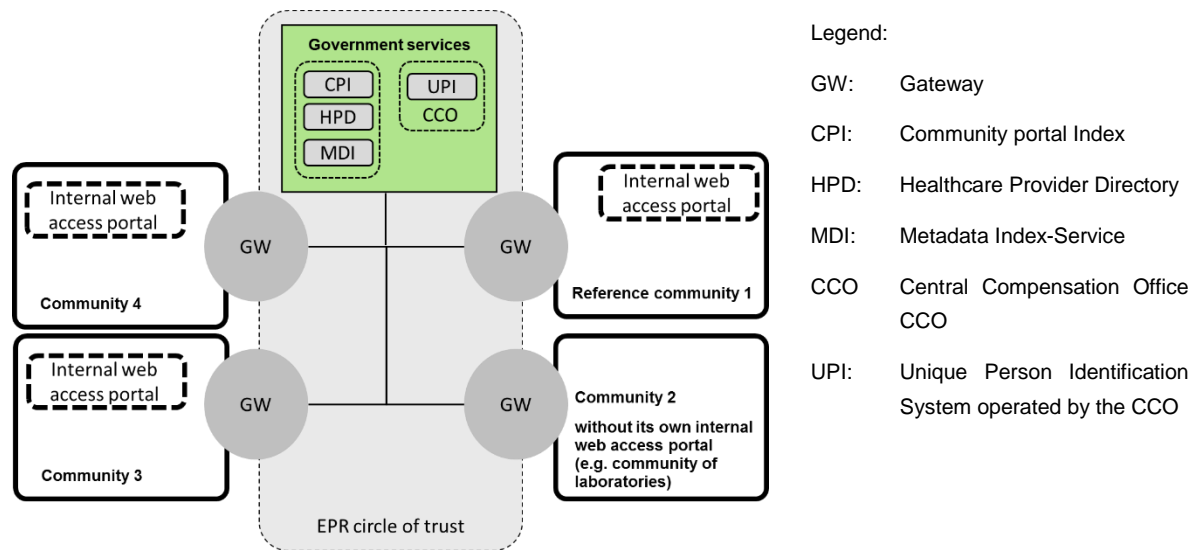 Government services
CPI
HPD
MDI
UPI
CCO
Internal web
access portal
GW
Community 4
GW
Internal web
access portal
Reference community 1
Internal web
access portal
GW
Community 3
GW
Community 2
without its own internal
web access portal
(e.g. community of
laboratories)
EPR circle of trust
Legend:
GW: Gateway
CPI: Community portal Index
HPD: Healthcare Provider Directory
MDI: Metadata Index-Service
CCO Central Compensation Office
CCO
UPI: Unique Person Identification
System operated by the CCO